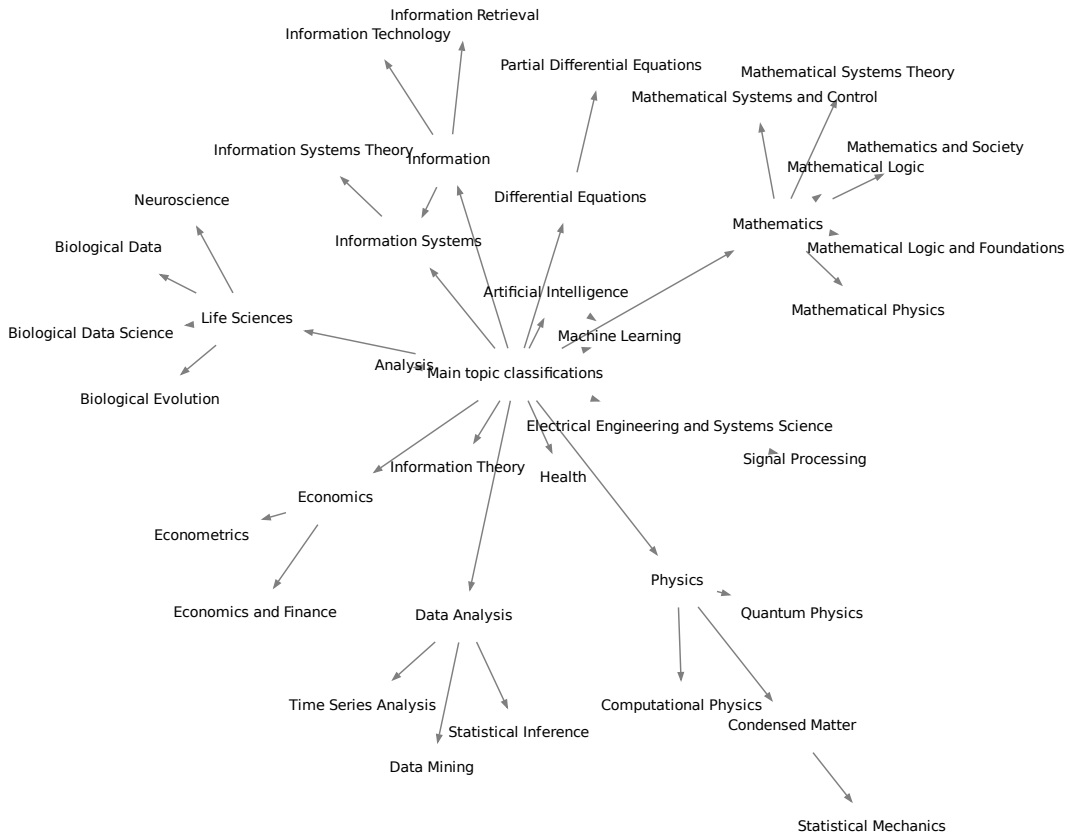 Information Retrieval
Information Technology
Partial Differential Equations
Mathematical Systems Theory
Mathematical Systems and Control
Mathematics and Society
Information Systems Theory
Information
Mathematical Logic
Neuroscience
Differential Equations
Mathematics
Information Systems
Biological Data
Mathematical Logic and Foundations
Artificial Intelligence
Mathematical Physics
Life Sciences
Biological Data Science
Machine Learning
Analysis
Main topic classifications
Biological Evolution
Electrical Engineering and Systems Science
Signal Processing
Information Theory
Health
Economics
Econometrics
Physics
Economics and Finance
Data Analysis
Quantum Physics
Time Series Analysis
Computational Physics
Condensed Matter
Statistical Inference
Data Mining
Statistical Mechanics